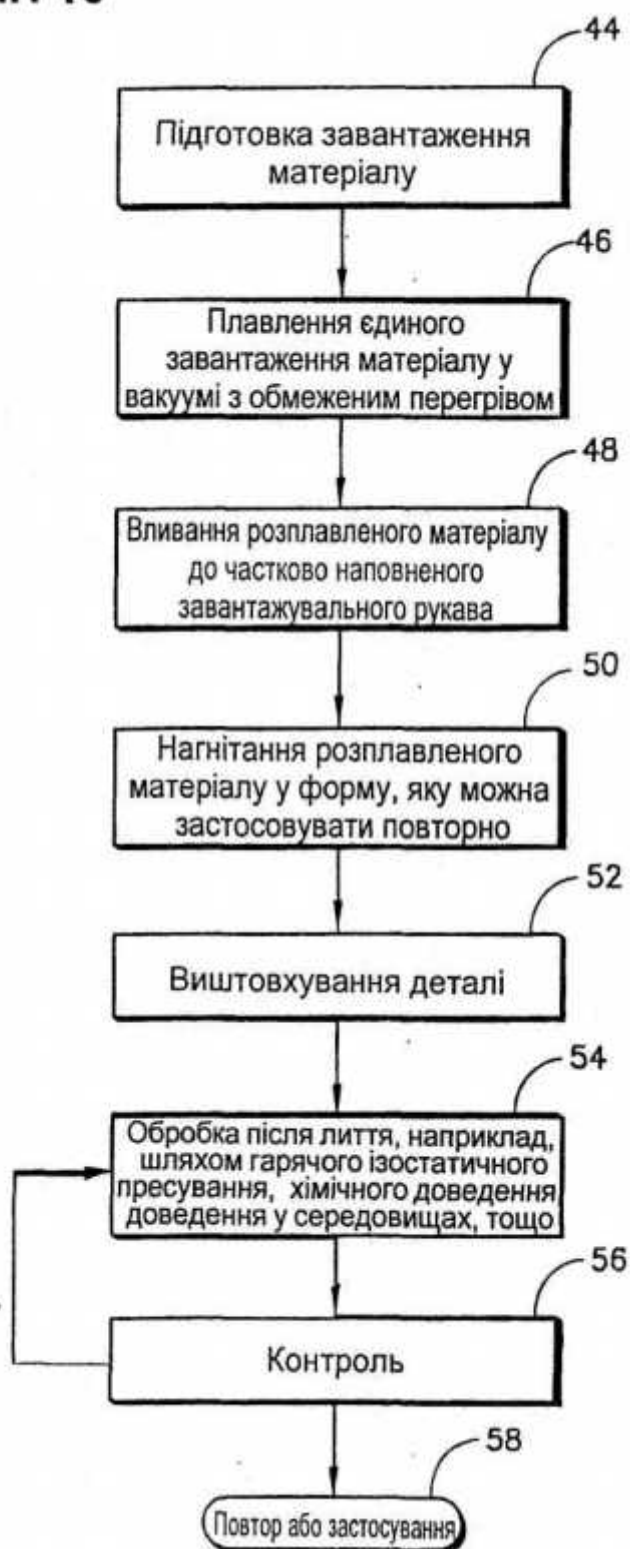 44
Підготовка завантаження
матеріалу
46
Плавлення єдиного
завантаження матеріалу у
вакуумі з обмеженим перегрівом
48
Вливання розплавленого матеріалу
до частково наповненого
завантажувального рукава
50
Нагнітання розплавленого
матеріалу у форму, яку можна
застосовувати повторно
52
Виштовхування деталі
54
Обробка після лиття, наприклад,
шляхом гарячого ізостатичного
пресування, хімічного доведення
доведення у середовищах, тощо
56
Контроль
58
Повтор або застосування